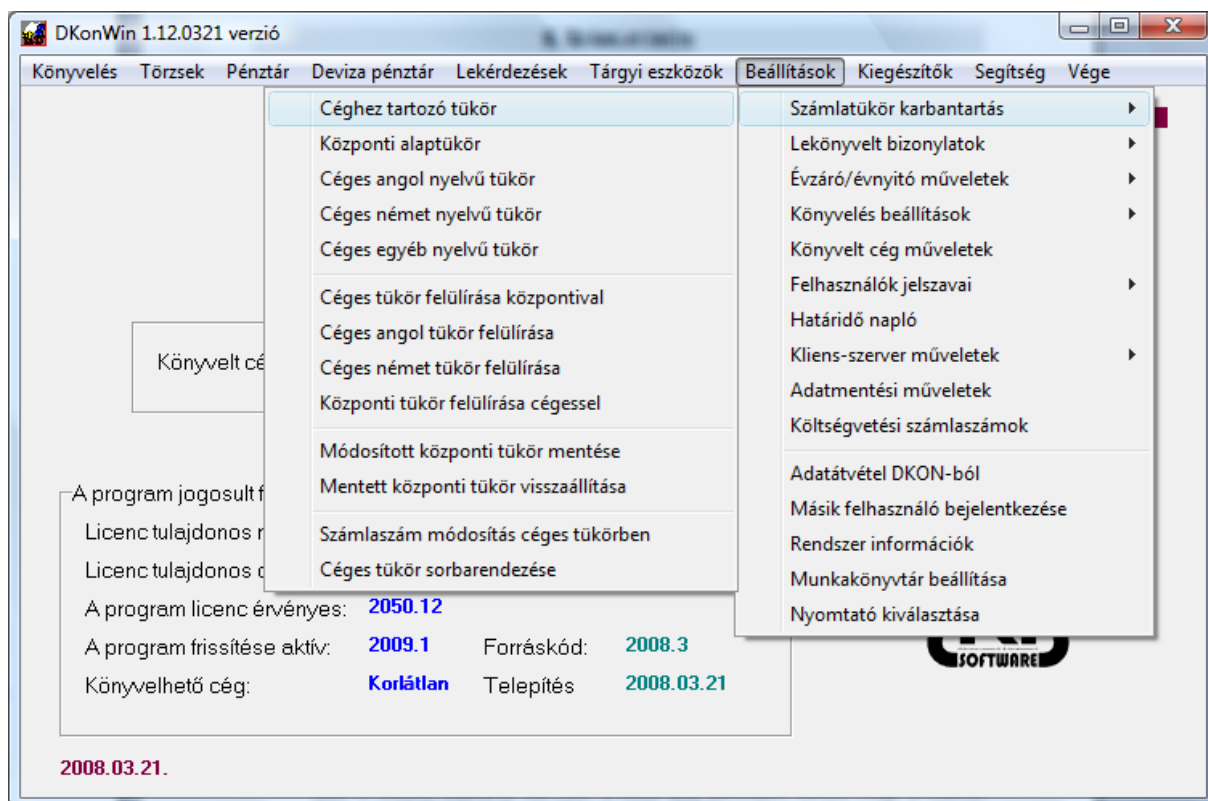 DKonWin 1.12.0321 verzió
Könyvelés Törzsek Pénztár Deviza pénztár Lekérdezések Tárgyi eszközök Beállítások Kiegészítők Segítség Vége
Céghez tartozó tükör
Központi alaptükör
Céges angol nyelvű tükör
Céges német nyelvű tükör
Céges egyéb nyelvű tükör
Céges tükör felülírása központival
Céges angol tükör felülírása
Céges német tükör felülírása
Központi tükör felülírása cégessel
Módosított központi tükör mentése
Mentett központi tükör visszaállítása
Számlaszám módosítás céges tükörben
Céges tükör sorbarendezése
Számlatükör karbantartás
Lekönyvelt bizonylatok
Évzáró/évnyitó műveletek
Könyvelés beállítások
Könyvelt cég műveletek
Felhasználók jelszavai
Határidő napló
Kliens-szerver műveletek
Adatmentési műveletek
Költségvetési számlaszámok
Adatátvétel DKON-ból
Másik felhasználó bejelentkezése
Rendszer információk
Munkakönyvtár beállítása
Nyomtató kiválasztása
Könyvelt cé
A program jogosult f
Licenc tulajdonos
Licenc tulajdonos
A program licenc érvényes: 2050.12
A program frissítése aktív: 2009.1 Forráskód: 2008.3
Könyvelhető cég: Korlátlan Telepítés 2008.03.21
SOFTWARE
2008.03.21.